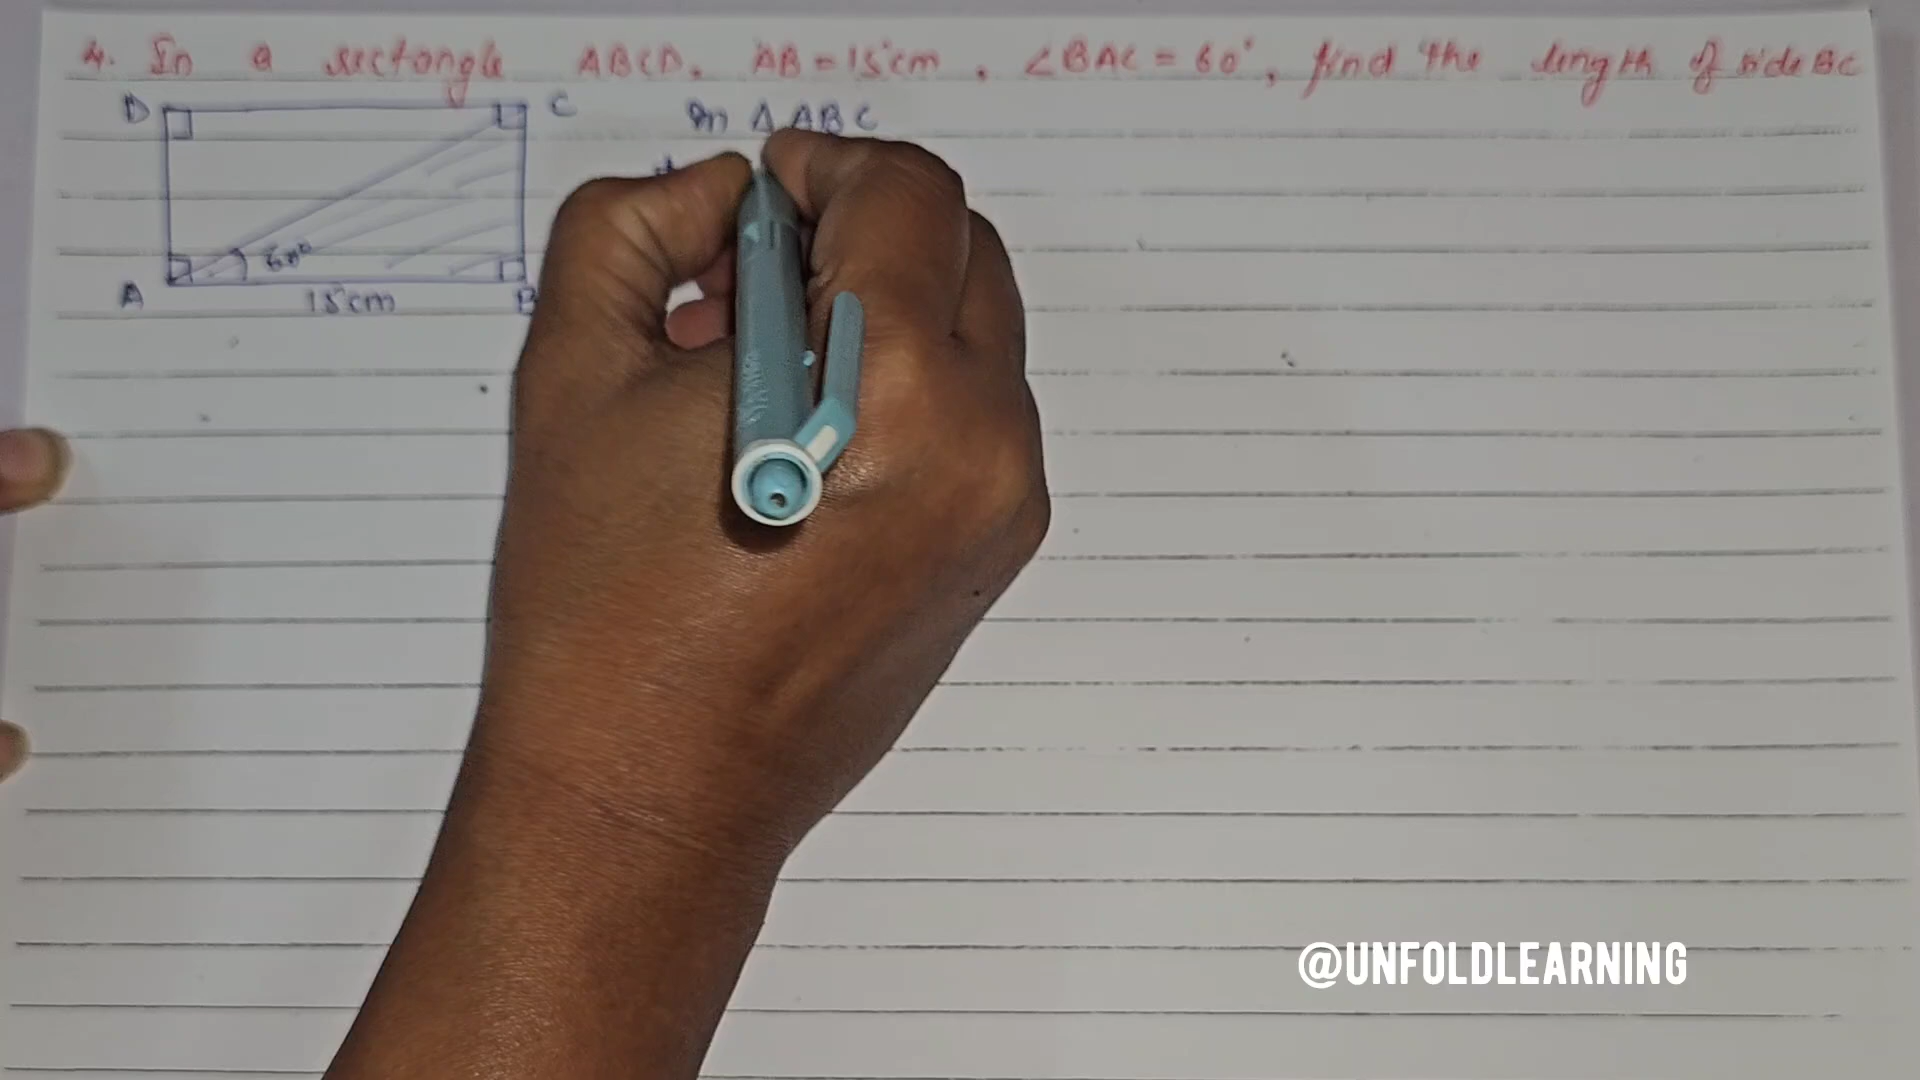 4. In a rectangle ABCD, AB = 15cm, ∠BAC = 60°, find the length of side BC
D C
In ΔABC
60°
A 15cm B
@UNFOLDLEARNING